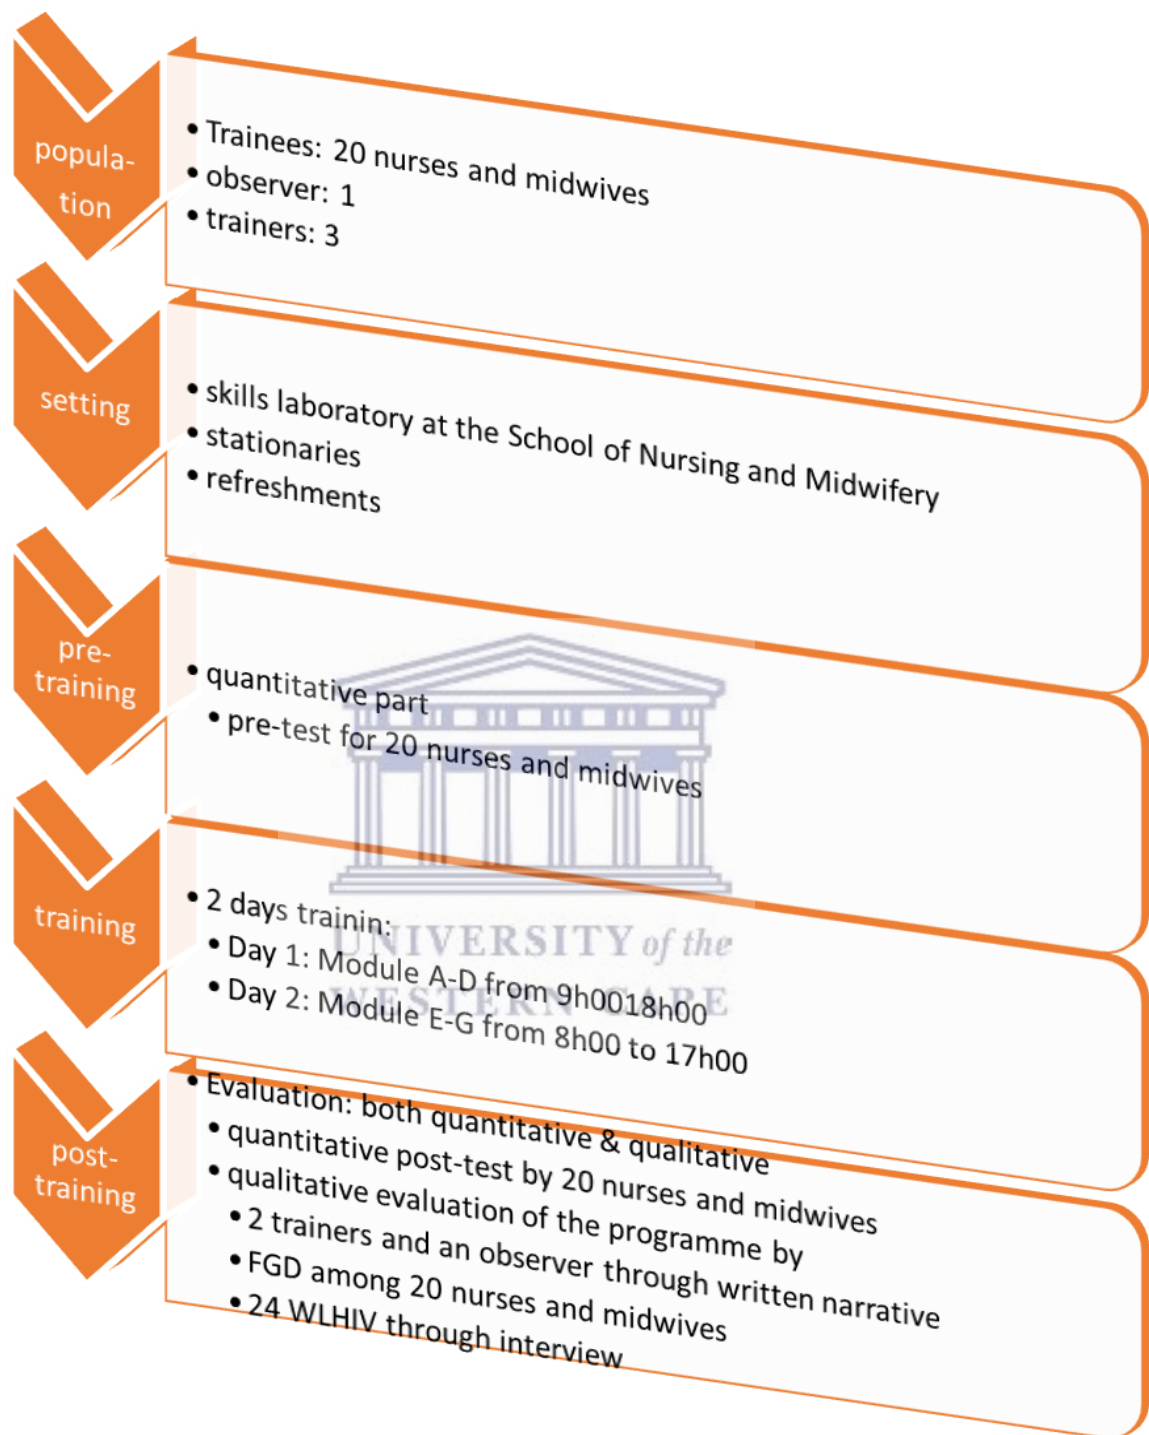 popula-
tion
• Trainees: 20 nurses and midwives
• observer: 1
• trainers: 3
setting
• skills laboratory at the School of Nursing and Midwifery
• stationaries
• refreshments
pre-
training
• quantitative part
• pre-test for 20 nurses and midwives
training
• 2 days trainin:
• Day 1: Module A-D from 9h0018h00
• Day 2: Module E-G from 8h00 to 17h00
UNIVERSITY of the
WESTERN CAPE
post-
training
• Evaluation: both quantitative & qualitative
• quantitative post-test by 20 nurses and midwives
• qualitative evaluation of the programme by
• 2 trainers and an observer through written narrative
• FGD among 20 nurses and midwives
• 24 WLHIV through interview